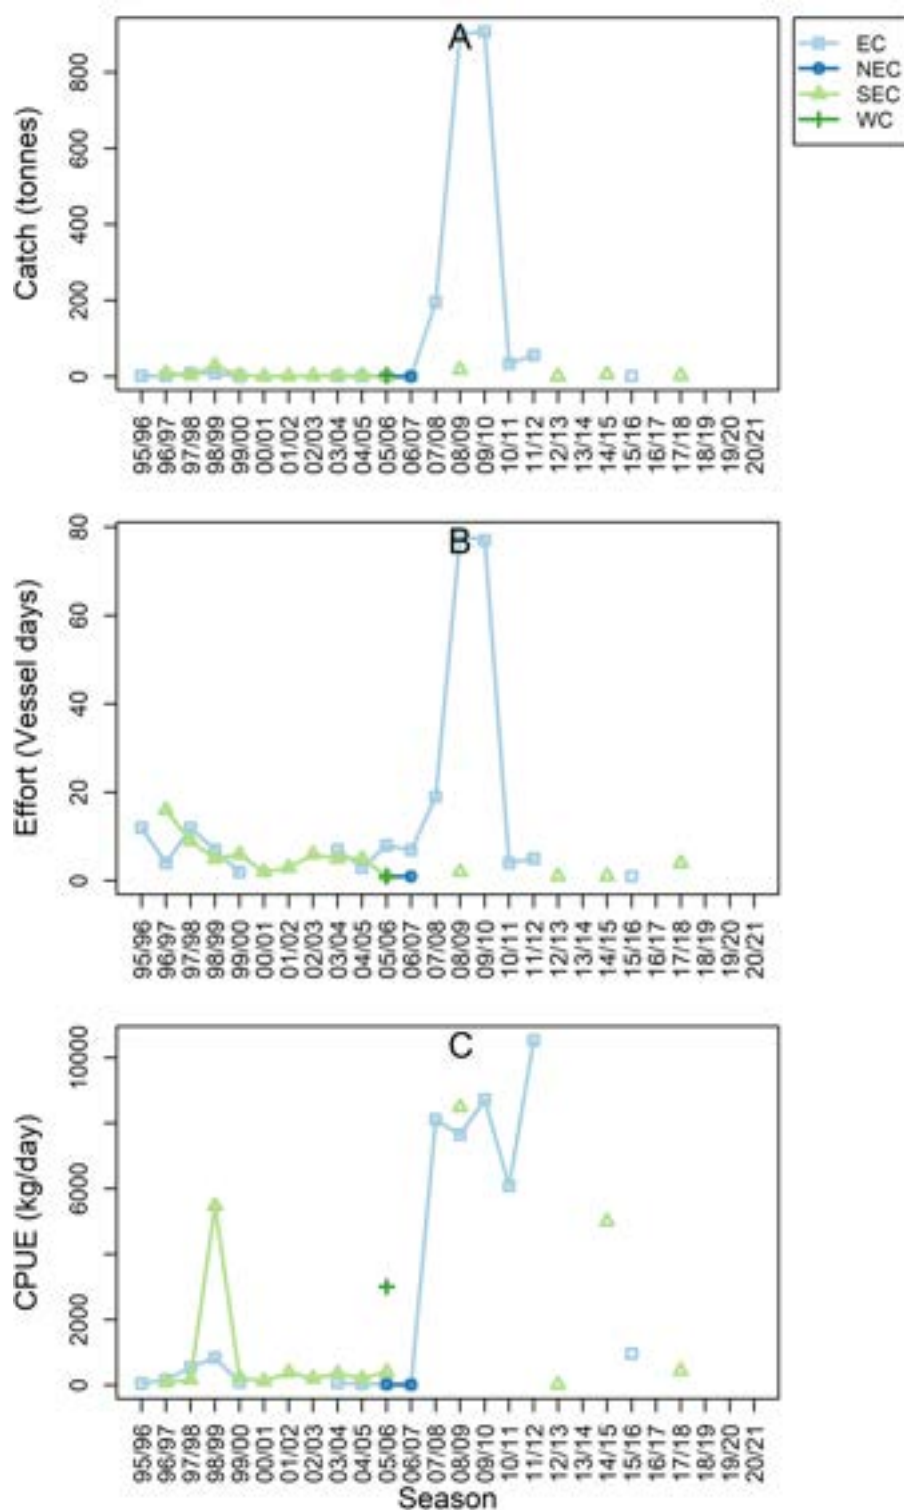 A
EC
NEC
SEC
WC
Catch (tonnes)
800
600
400
200
0
95/96 96/97 97/98 98/99 99/00 00/01 01/02 02/03 03/04 04/05 05/06 06/07 07/08 08/09 09/10 10/11 11/12 12/13 13/14 14/15 15/16 16/17 17/18 18/19 19/20 20/21
B
Effort (Vessel days)
80
60
40
20
0
95/96 96/97 97/98 98/99 99/00 00/01 01/02 02/03 03/04 04/05 05/06 06/07 07/08 08/09 09/10 10/11 11/12 12/13 13/14 14/15 15/16 16/17 17/18 18/19 19/20 20/21
C
CPUE (kg/day)
10000
6000
2000
0
95/96 96/97 97/98 98/99 99/00 00/01 01/02 02/03 03/04 04/05 05/06 06/07 07/08 08/09 09/10 10/11 11/12 12/13 13/14 14/15 15/16 16/17 17/18 18/19 19/20 20/21
Season